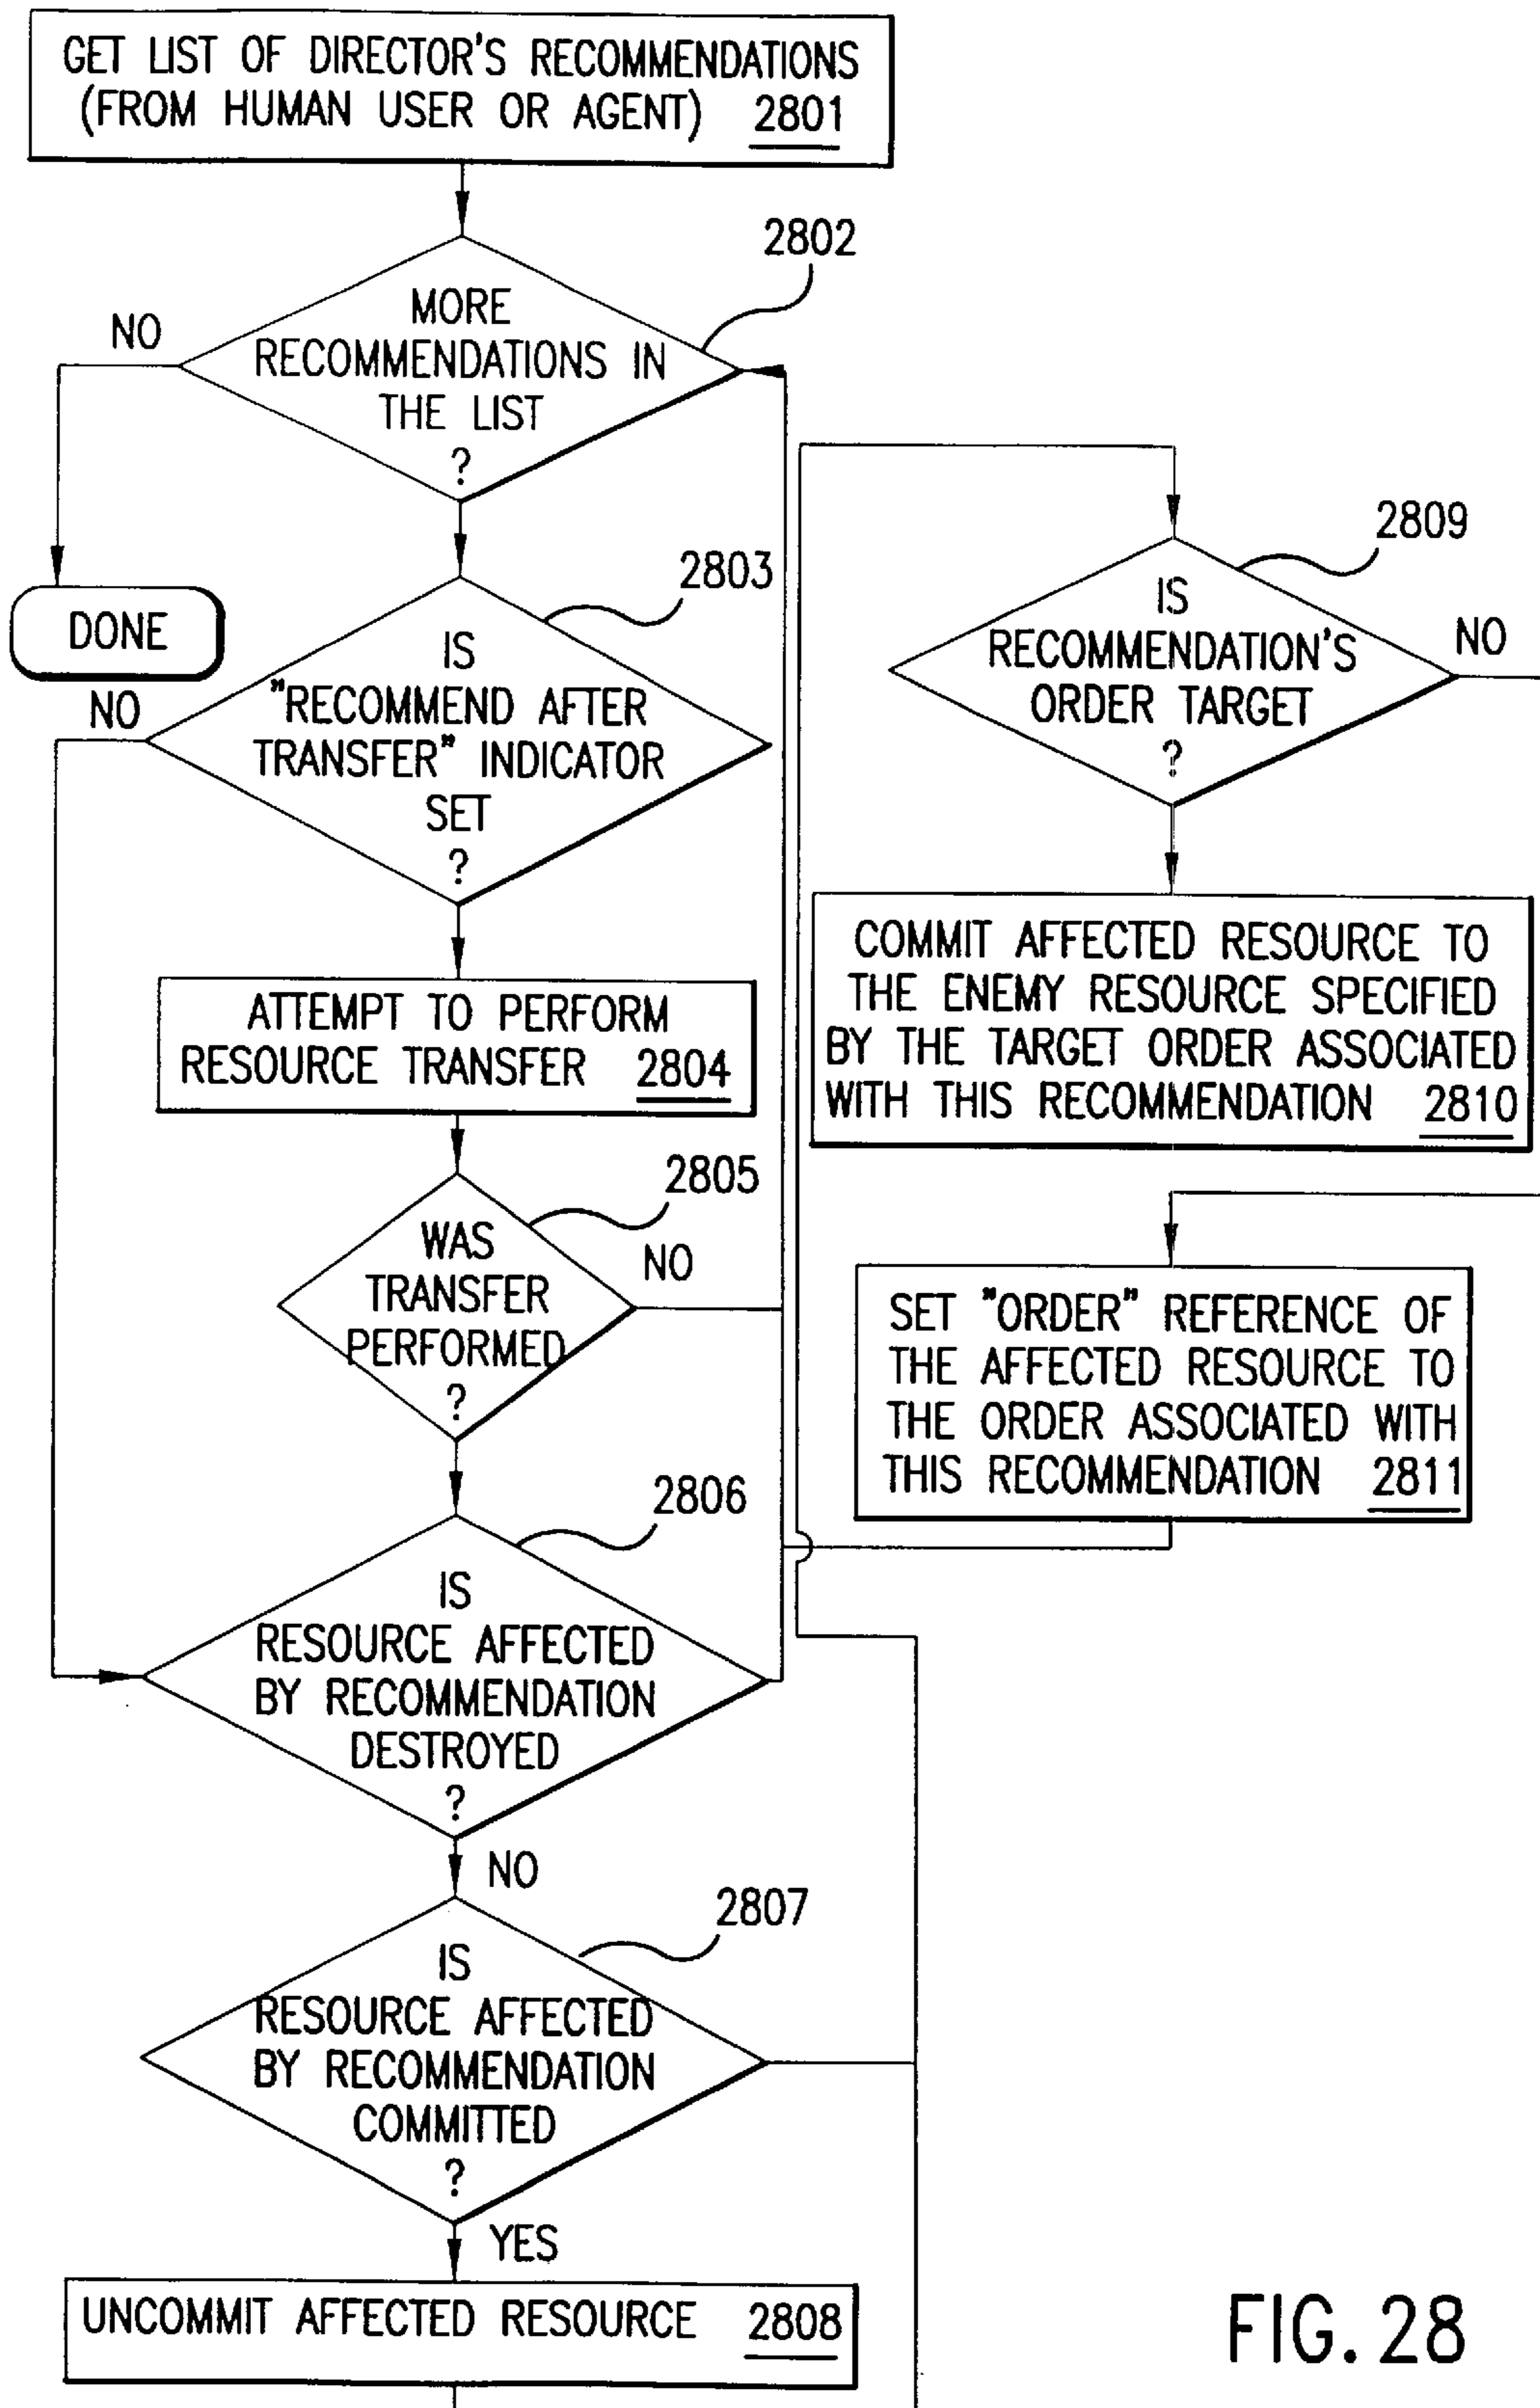 GET LIST OF DIRECTOR'S RECOMMENDATIONS
(FROM HUMAN USER OR AGENT) 2801
2802
MORE
RECOMMENDATIONS IN
THE LIST
?
NO
DONE
2803
IS
"RECOMMEND AFTER
TRANSFER" INDICATOR
SET
?
NO
ATTEMPT TO PERFORM
RESOURCE TRANSFER 2804
2805
WAS
TRANSFER
PERFORMED
?
NO
2806
IS
RESOURCE AFFECTED
BY RECOMMENDATION
DESTROYED
?
NO
2807
IS
RESOURCE AFFECTED
BY RECOMMENDATION
COMMITTED
?
YES
UNCOMMIT AFFECTED RESOURCE 2808
2809
IS
RECOMMENDATION'S
ORDER TARGET
?
NO
COMMIT AFFECTED RESOURCE TO
THE ENEMY RESOURCE SPECIFIED
BY THE TARGET ORDER ASSOCIATED
WITH THIS RECOMMENDATION 2810
SET "ORDER" REFERENCE OF
THE AFFECTED RESOURCE TO
THE ORDER ASSOCIATED WITH
THIS RECOMMENDATION 2811
FIG. 28